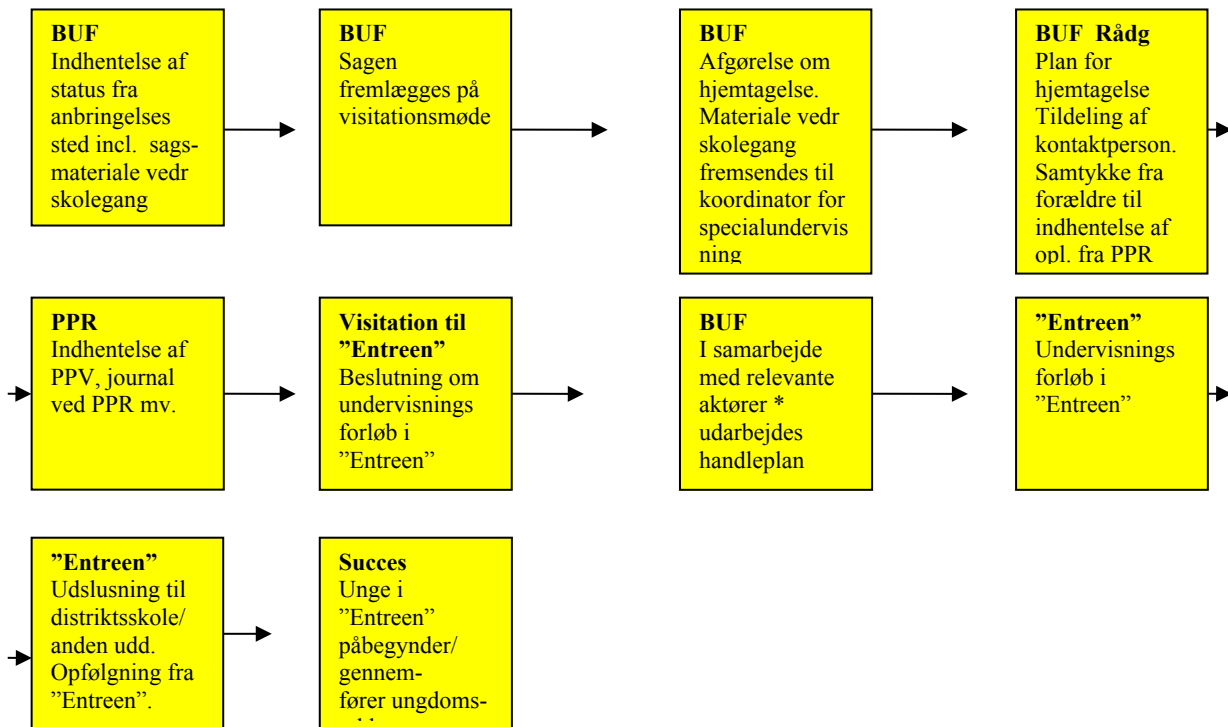 BUF
Indhentelse af
status fra
anbringelses
sted incl. sags-
materiale vedr
skolegang
BUF
Sagen
fremlægges på
visitationsmøde
BUF
Afgørelse om
hjemtagelse.
Materiale vedr
skolegang
fremsendes til
koordinator for
specialundervis
ning
BUF Rådg
Plan for
hjemtagelse
Tildeling af
kontaktperson.
Samtykke fra
forældre til
indhentelse af
opl. fra PPR
PPR
Indhentelse af
PPV, journal
ved PPR mv.
Visitation til
”Entreen”
Beslutning om
undervisnings
forløb i
”Entreen”
BUF
I samarbejde
med relevante
aktører *
udarbejdes
handleplan
”Entreen”
Undervisnings
forløb i
”Entreen”
”Entreen”
Udslusning til
distriktsskole/
anden udd.
Opfølgning fra
”Entreen”.
Succes
Unge i
”Entreen”
påbegynder/
gennem-
fører ungdoms-